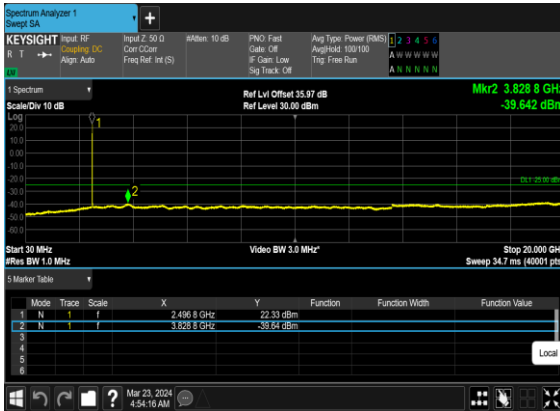 Spectrum Analyzer 1
Swept SA
KEYSIGHT Input: RF Input Z: 50 Ω #Atten: 10 dB PNO: Fast Avg Type: Power (RMS) 1 2 3 4 5 6
R T Coupling: DC Corr CCorr Gate: Off Avg|Hold: 100/100 A W W W W W
Align: Auto Freq Ref: Int (S) IF Gain: Low Trig: Free Run
Sig Track: Off A N N N N N
1 Spectrum Ref Lvl Offset 35.97 dB Mkr2 3.828 8 GHz
Scale/Div 10 dB Ref Level 30.00 dBm -39.642 dBm
Log
20.0
10.0
0.00
-10.0
-20.0
-30.0
-40.0
-50.0
-60.0
1
2
DL1 -25.00 dBm
Start 30 MHz Video BW 3.0 MHz* Stop 20.000 GHz
#Res BW 1.0 MHz Sweep 34.7 ms (40001 pts)
5 Marker Table
Mode Trace Scale X Y Function Function Width Function Value
1 N 1 f 2.496 8 GHz 22.33 dBm
2 N 1 f 3.828 8 GHz -39.64 dBm
3
4
5
6
Local
? Mar 23, 2024
4:54:16 AM